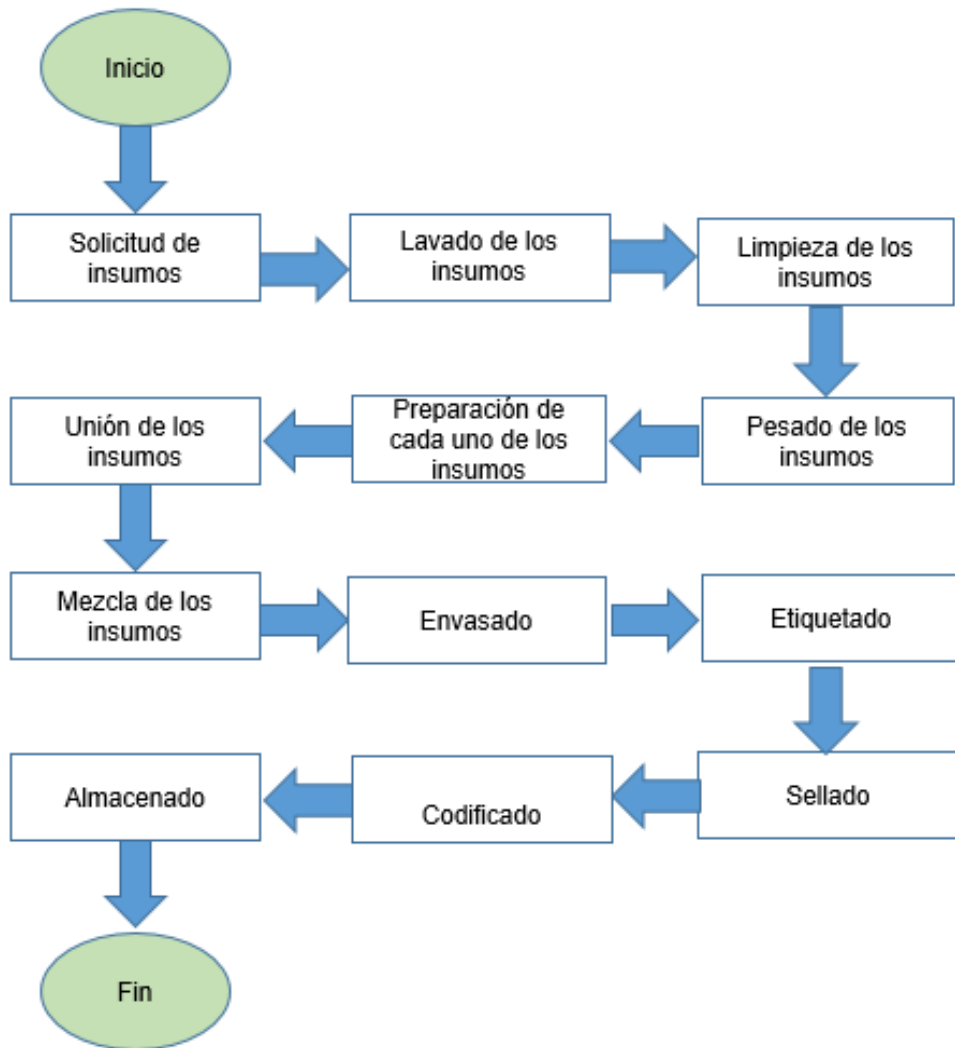 Inicio
Solicitud de
insumos
Lavado de los
insumos
Limpieza de los
insumos
Pesado de los
insumos
Preparación de
cada uno de los
insumos
Unión de los
insumos
Mezcla de los
insumos
Envasado
Etiquetado
Sellado
Codificado
Almacenado
Fin